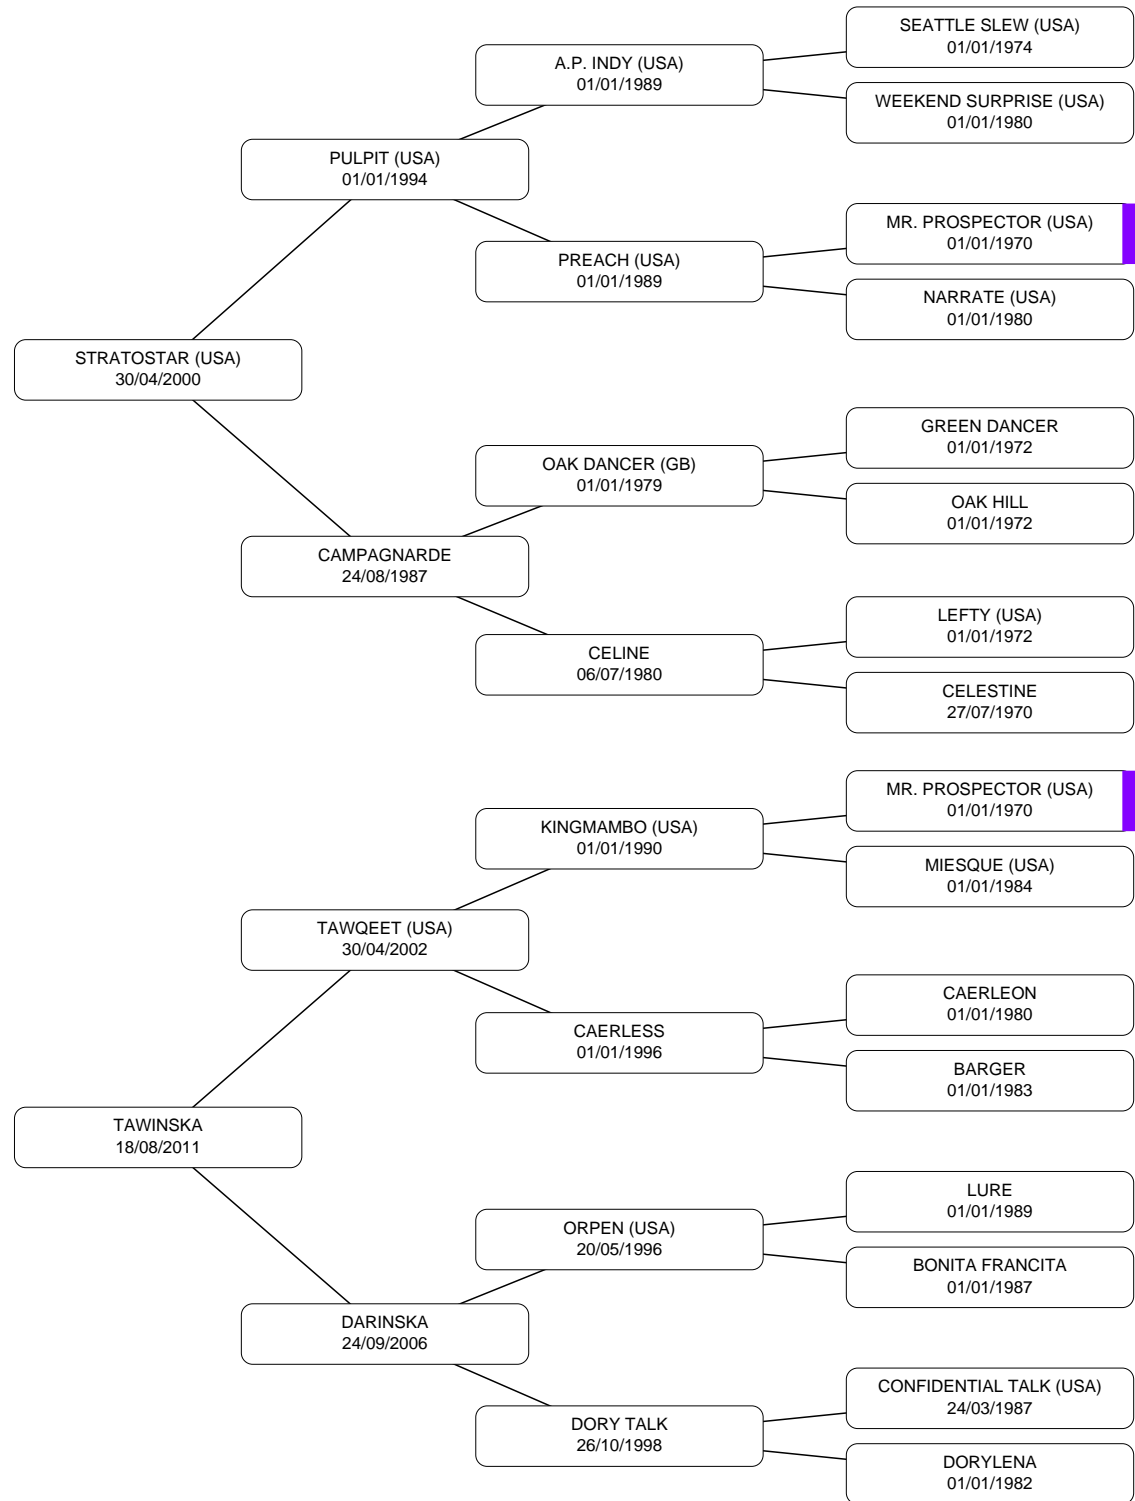 SEATTLE SLEW (USA)
01/01/1974
A.P. INDY (USA)
01/01/1989
WEEKEND SURPRISE (USA)
01/01/1980
PULPIT (USA)
01/01/1994
MR. PROSPECTOR (USA)
01/01/1970
PREACH (USA)
01/01/1989
NARRATE (USA)
01/01/1980
STRATOSTAR (USA)
30/04/2000
GREEN DANCER
01/01/1972
OAK DANCER (GB)
01/01/1979
OAK HILL
01/01/1972
CAMPAGNARDE
24/08/1987
LEFTY (USA)
01/01/1972
CELINE
06/07/1980
CELESTINE
27/07/1970
MR. PROSPECTOR (USA)
01/01/1970
KINGMAMBO (USA)
01/01/1990
MIESQUE (USA)
01/01/1984
TAWQEET (USA)
30/04/2002
CAERLEON
01/01/1980
CAERLESS
01/01/1996
BARGER
01/01/1983
TAWINSKA
18/08/2011
LURE
01/01/1989
ORPEN (USA)
20/05/1996
BONITA FRANCITA
01/01/1987
DARINSKA
24/09/2006
CONFIDENTIAL TALK (USA)
24/03/1987
DORY TALK
26/10/1998
DORYLENA
01/01/1982